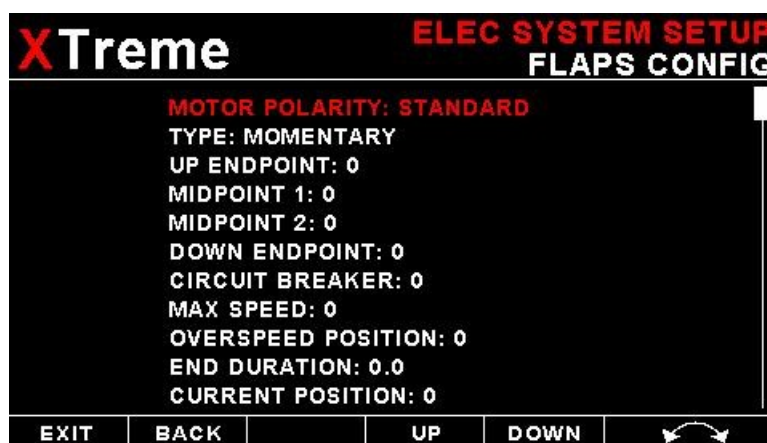 XTreme
ELEC SYSTEM SETUP
FLAPS CONFIG
MOTOR POLARITY: STANDARD
TYPE: MOMENTARY
UP ENDPOINT: 0
MIDPOINT 1: 0
MIDPOINT 2: 0
DOWN ENDPOINT: 0
CIRCUIT BREAKER: 0
MAX SPEED: 0
OVERSPEED POSITION: 0
END DURATION: 0.0
CURRENT POSITION: 0
EXIT BACK UP DOWN